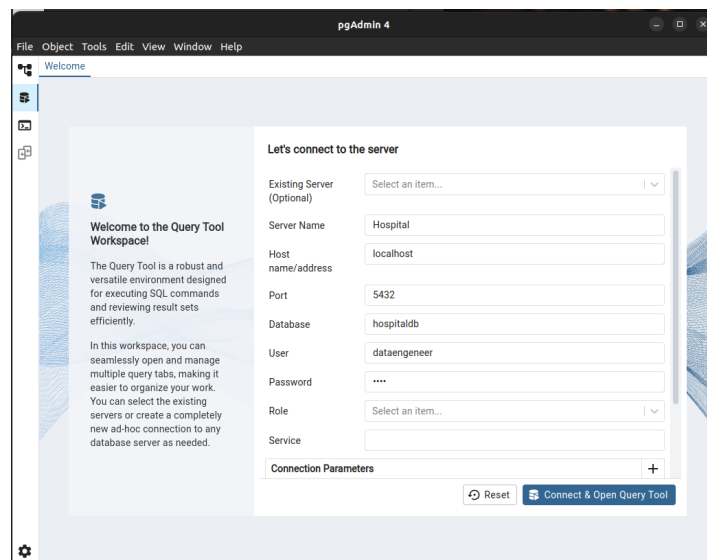 pgAdmin 4
File Object Tools Edit View Window Help
Welcome
Welcome to the Query Tool
Workspace!
The Query Tool is a robust and
versatile environment designed
for executing SQL commands
and reviewing result sets
efficiently.
In this workspace, you can
seamlessly open and manage
multiple query tabs, making it
easier to organize your work.
You can select the existing
servers or create a completely
new ad-hoc connection to any
database server as needed.
Let's connect to the server
Existing Server
(Optional)
Select an item...
Server Name
Hospital
Host
name/address
localhost
Port
5432
Database
hospitaldb
User
dataengeneer
Password
••••
Role
Select an item...
Service
Connection Parameters
Reset
Connect & Open Query Tool